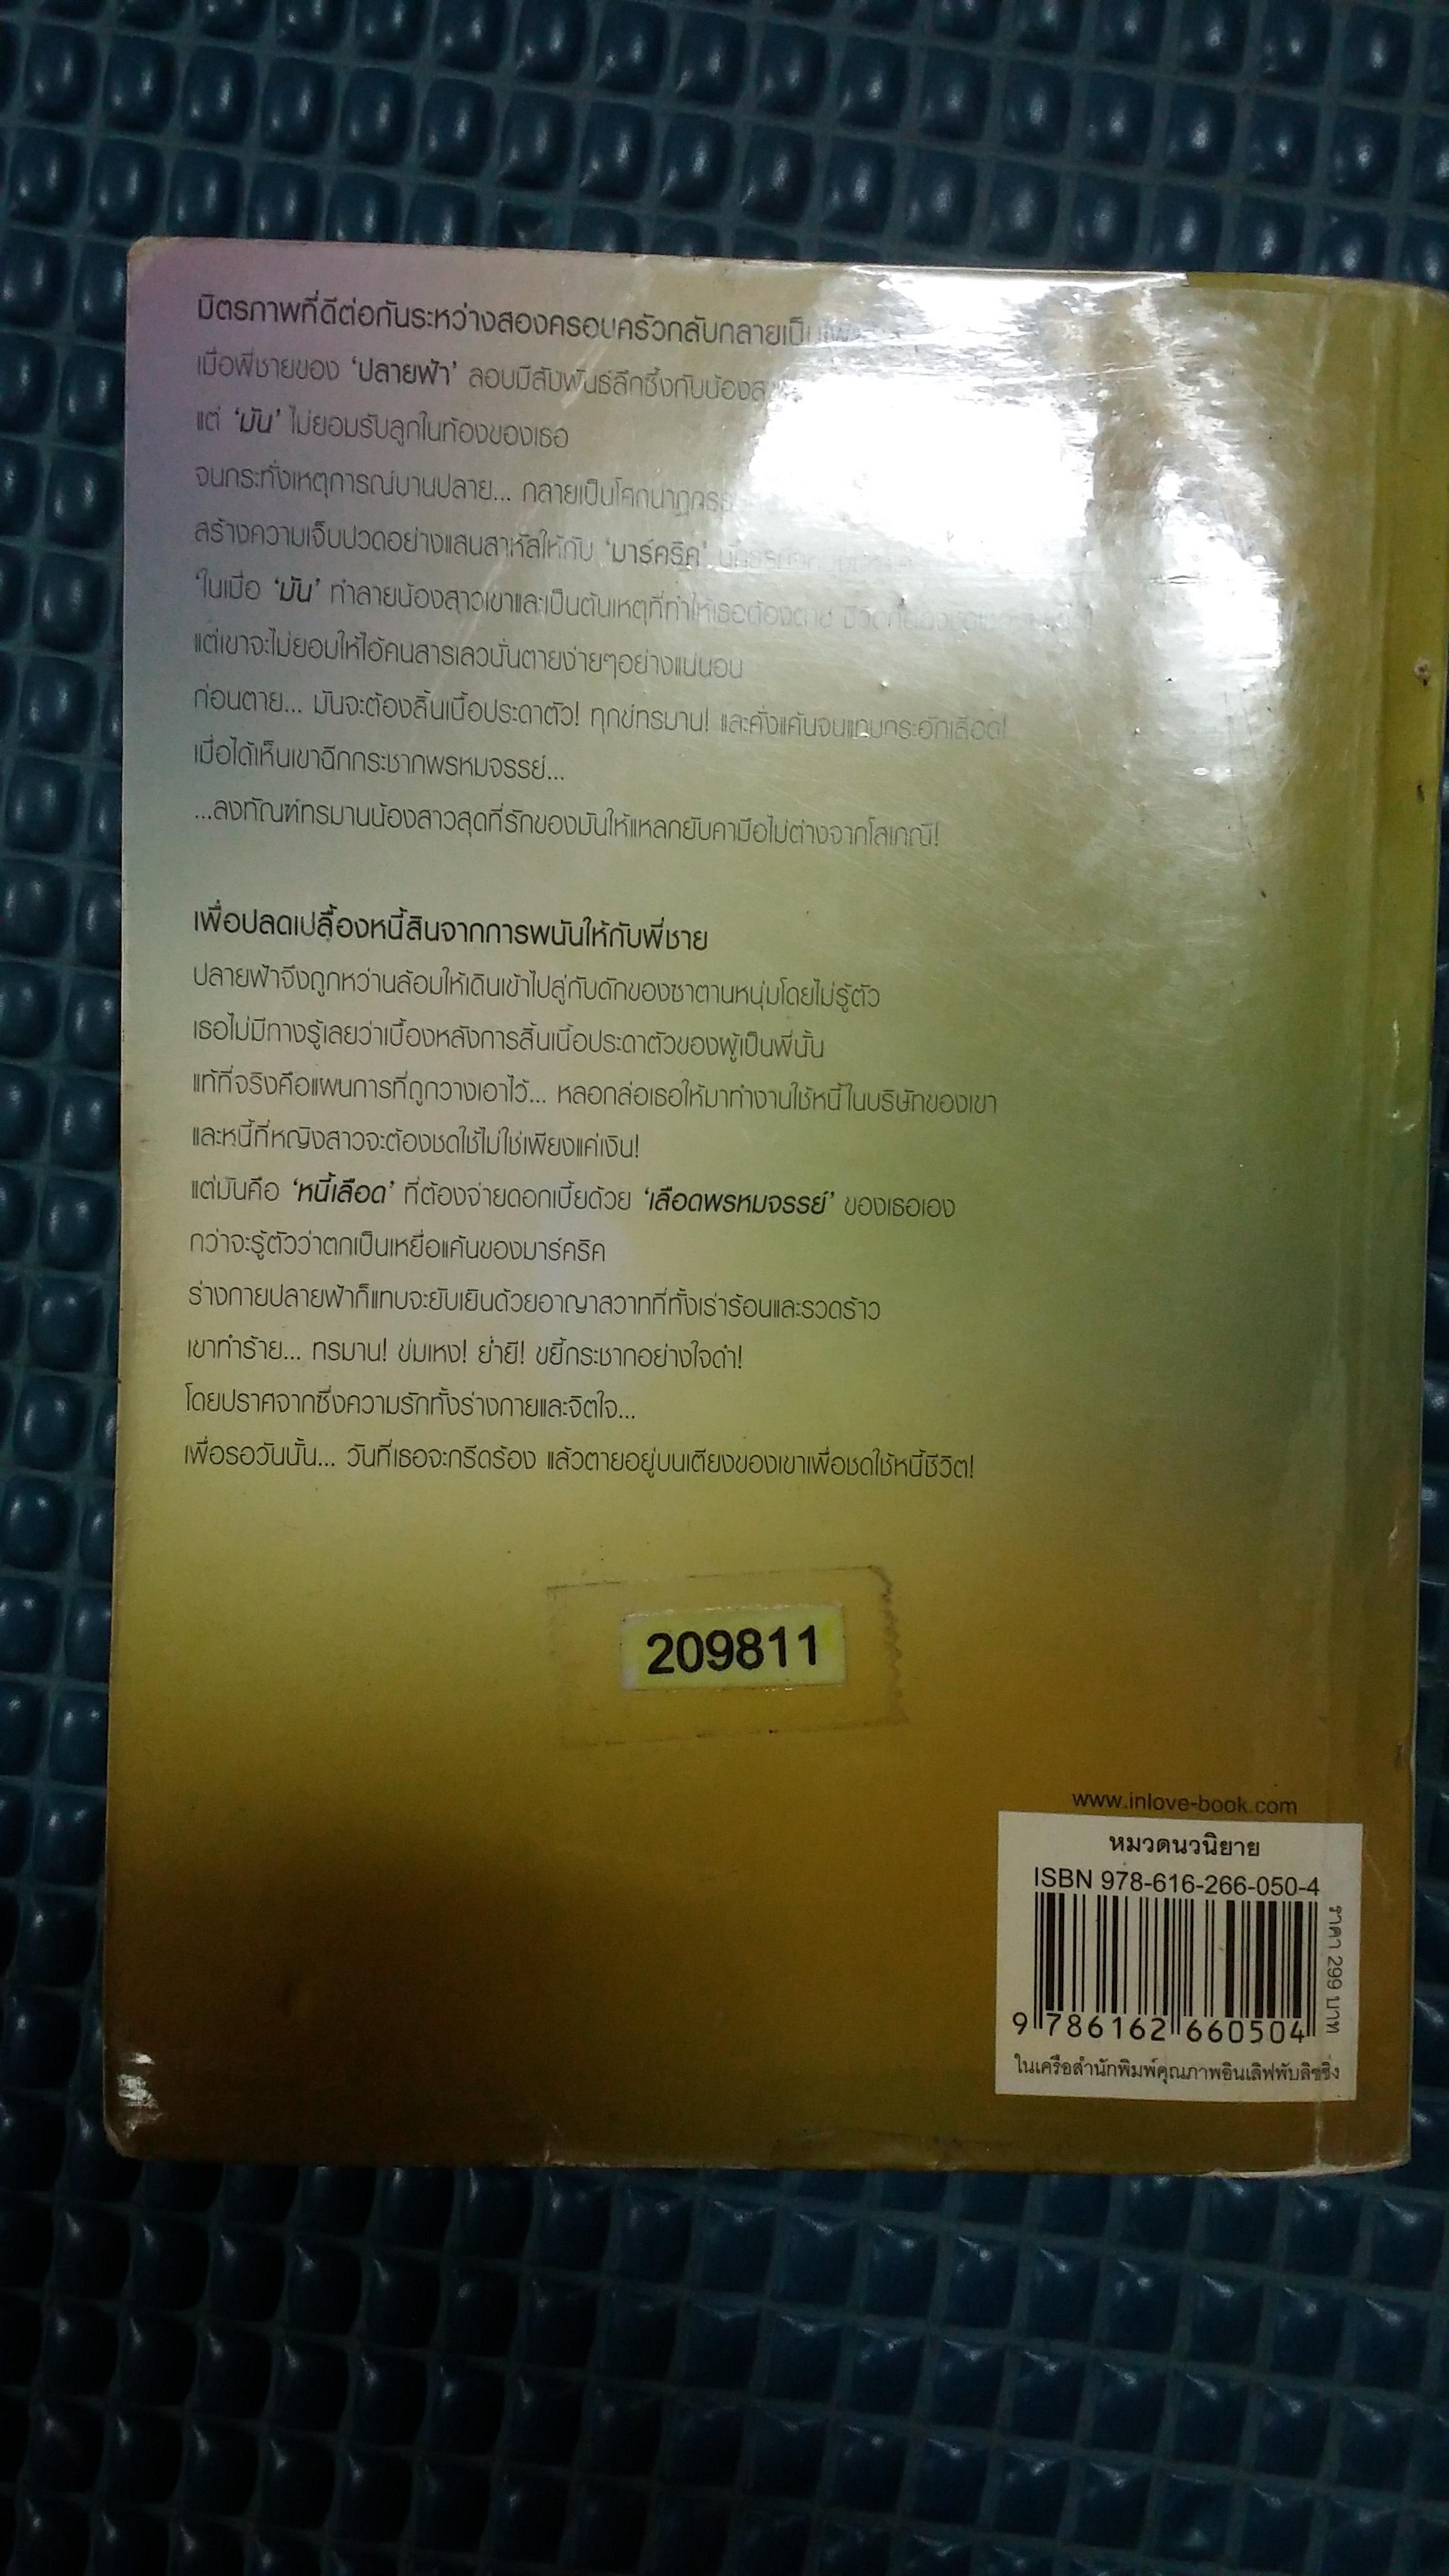 มิตรภาพที่ดีต่อกันระหว่างสองครอบครัวกลับกลายเป็น
เมื่อพี่ชายของ ‘ปลายฟ้า’ ลอบมีสัมพันธ์ลึกซึ้งกับน้อง
แต่ ‘มัน’ ไม่ยอมรับลูกในท้องของเธอ
จนกระทั่งเหตุการณ์บานปลาย... กลายเป็นโศกนาฏกรรม
สร้างความเจ็บปวดอย่างแสนสาหัสให้กับ ‘มาร์คริค’
‘ในเมื่อ ‘มัน’ ทำลายน้องสาวเขาและเป็นต้นเหตุที่ทำให้เธอต้องตาย
แต่เขาจะไม่ยอมให้ไอ้คนสารเลวนั่นตายง่ายๆอย่างแน่นอน
ก่อนตาย... มันจะต้องสิ้นเนื้อประดาตัว! ทุกข์ทรมาน! และคั่งแค้นจนแทบกระอักเลือด!
เมื่อได้เห็นเขาฉีกกระชากพรหมจรรย์...
...ลงทัณฑ์ทรมานน้องสาวสุดที่รักของมันให้แหลกยับคามือไม่ต่างจากโสเภณี!
เพื่อปลดเปลื้องหนี้สินจากการพนันให้กับพี่ชาย
ปลายฟ้าจึงถูกหว่านล้อมให้เดินเข้าไปสู่กับดักของซาตานหนุ่มโดยไม่รู้ตัว
เธอไม่มีทางรู้เลยว่าเบื้องหลังการสิ้นเนื้อประดาตัวของผู้เป็นพี่นั้น
แท้ที่จริงคือแผนการที่ถูกวางเอาไว้... หลอกล่อเธอให้มาทำงานใช้หนี้ในบริษัทของเขา
และหนี้ที่หญิงสาวจะต้องชดใช้ไม่ใช่เพียงแค่เงิน!
แต่มันคือ ‘หนี้เลือด’ ที่ต้องจ่ายดอกเบี้ยด้วย ‘เลือดพรหมจรรย์’ ของเธอเอง
กว่าจะรู้ตัวว่าตกเป็นเหยื่อแค้นของมาร์คริค
ร่างกายปลายฟ้าก็แทบจะยับเยินด้วยอาญาสวาทที่ทั้งเร่าร้อนและรวดร้าว
เขาทำร้าย... ทรมาน! ข่มเหง! ย่ำยี! ขยี้กระชากอย่างใจดำ!
โดยปราศจากซึ่งความรักทั้งร่างกายและจิตใจ...
เพื่อรอวันนั้น... วันที่เธอจะกรีดร้อง แล้วตายอยู่บนเตียงของเขาเพื่อชดใช้หนี้ชีวิต!
209811
www.inlove-book.com
หมวดนวนิยาย
ISBN 978-616-266-050-4
ราคา 299 บาท
9 786162 660504
ในเครือสำนักพิมพ์คุณภาพอินเลิฟพับลิชชิง